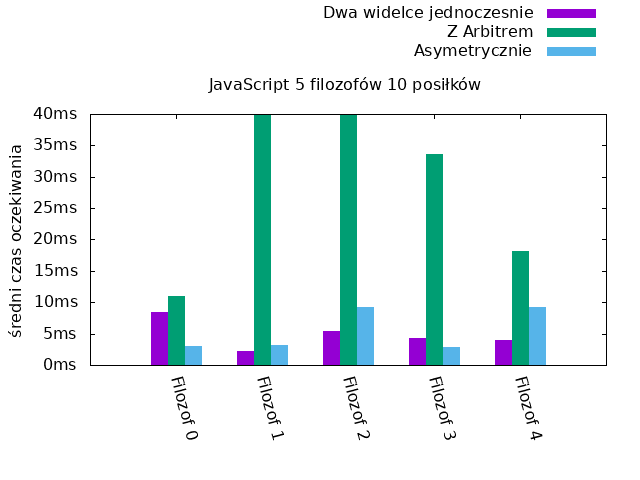 Dwa widelce jednoczesnie
Z Arbitrem
Asymetrycznie
JavaScript 5 filozofów 10 posiłków
średni czas oczekiwania
40ms
35ms
30ms
25ms
20ms
15ms
10ms
5ms
0ms
Filozof 0
Filozof 1
Filozof 2
Filozof 3
Filozof 4